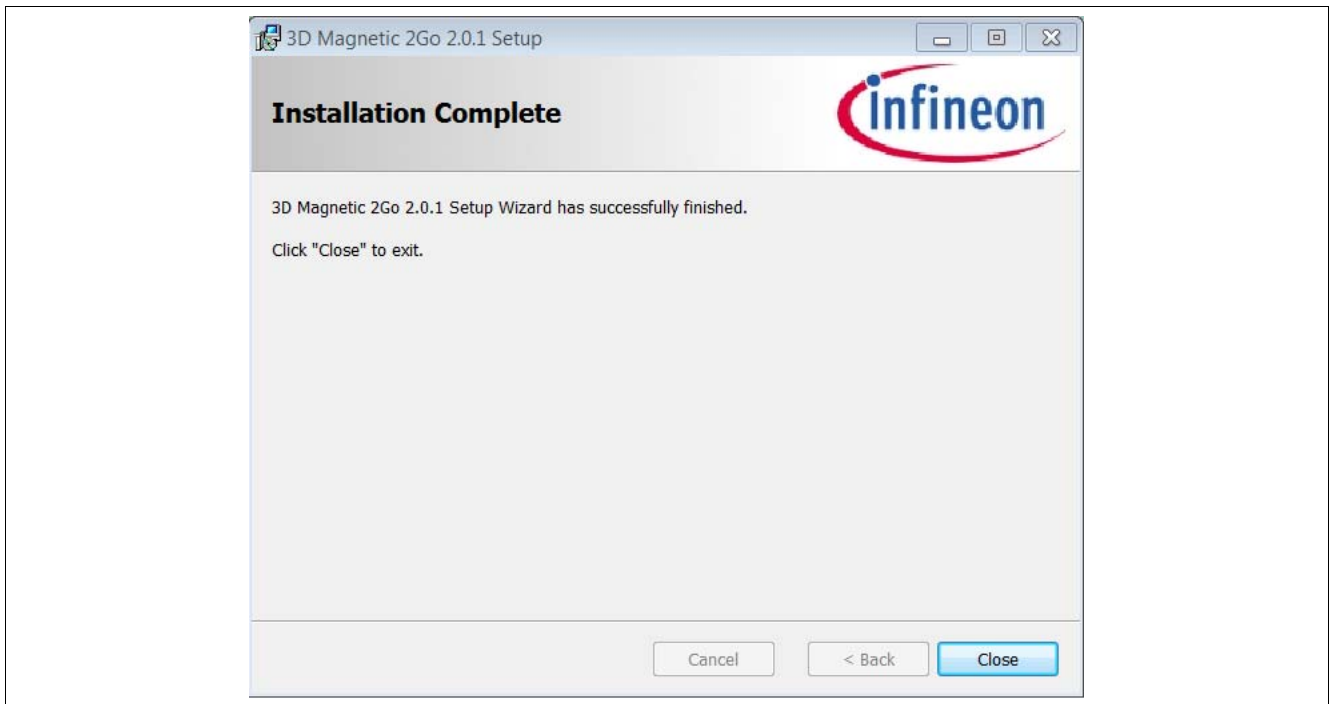 3D Magnetic 2Go 2.0.1 Setup
Installation Complete
infineon
3D Magnetic 2Go 2.0.1 Setup Wizard has successfully finished.
Click "Close" to exit.
Cancel
< Back
Close